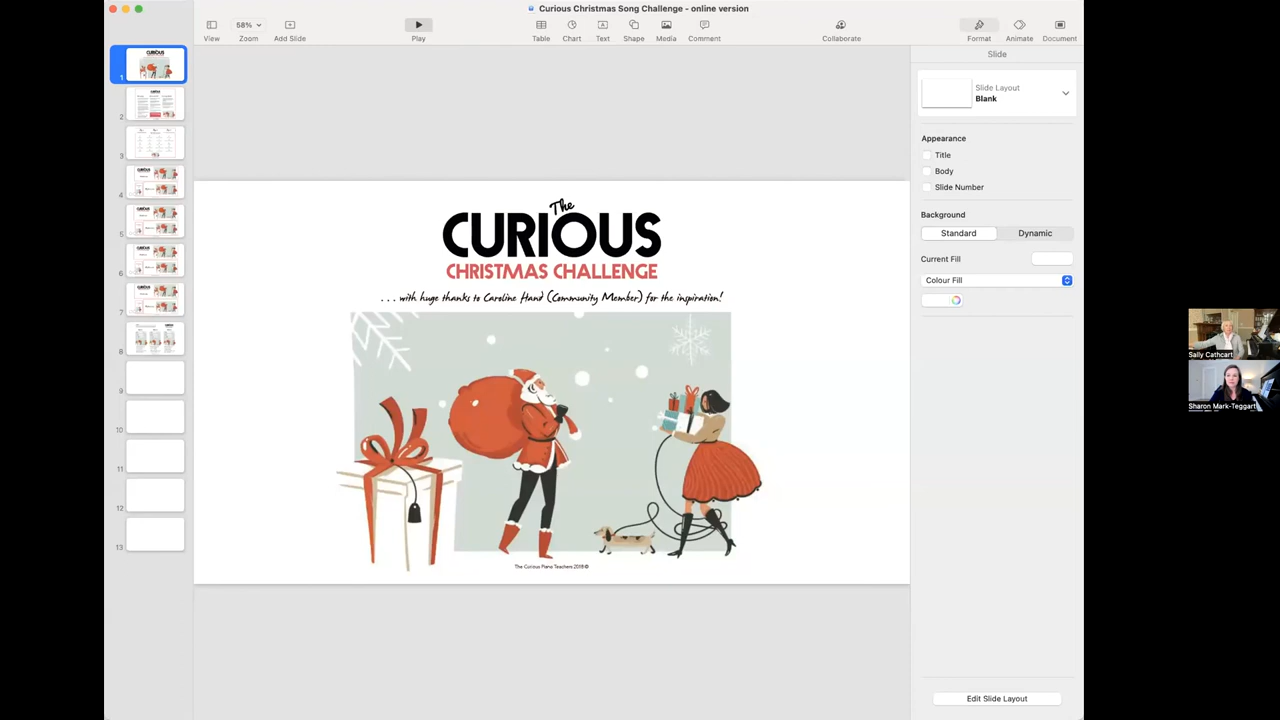 Curious Christmas Song Challenge - online version
58%
View
Zoom
Add Slide
Play
Table
Chart
Text
Shape
Media
Comment
Collaborate
Format
Animate
Document
1
2
3
4
5
6
7
8
9
10
11
12
13
The
CURIOUS
CHRISTMAS CHALLENGE
. . . with huge thanks to Caroline Hand (Community Member) for the inspiration!
The Curious Piano Teachers 2018 ©
Slide
Slide Layout
Blank
Appearance
Title
Body
Slide Number
Background
Standard
Dynamic
Current Fill
Colour Fill
Edit Slide Layout
Sally Cathcart
Sharon Mark-Teggart